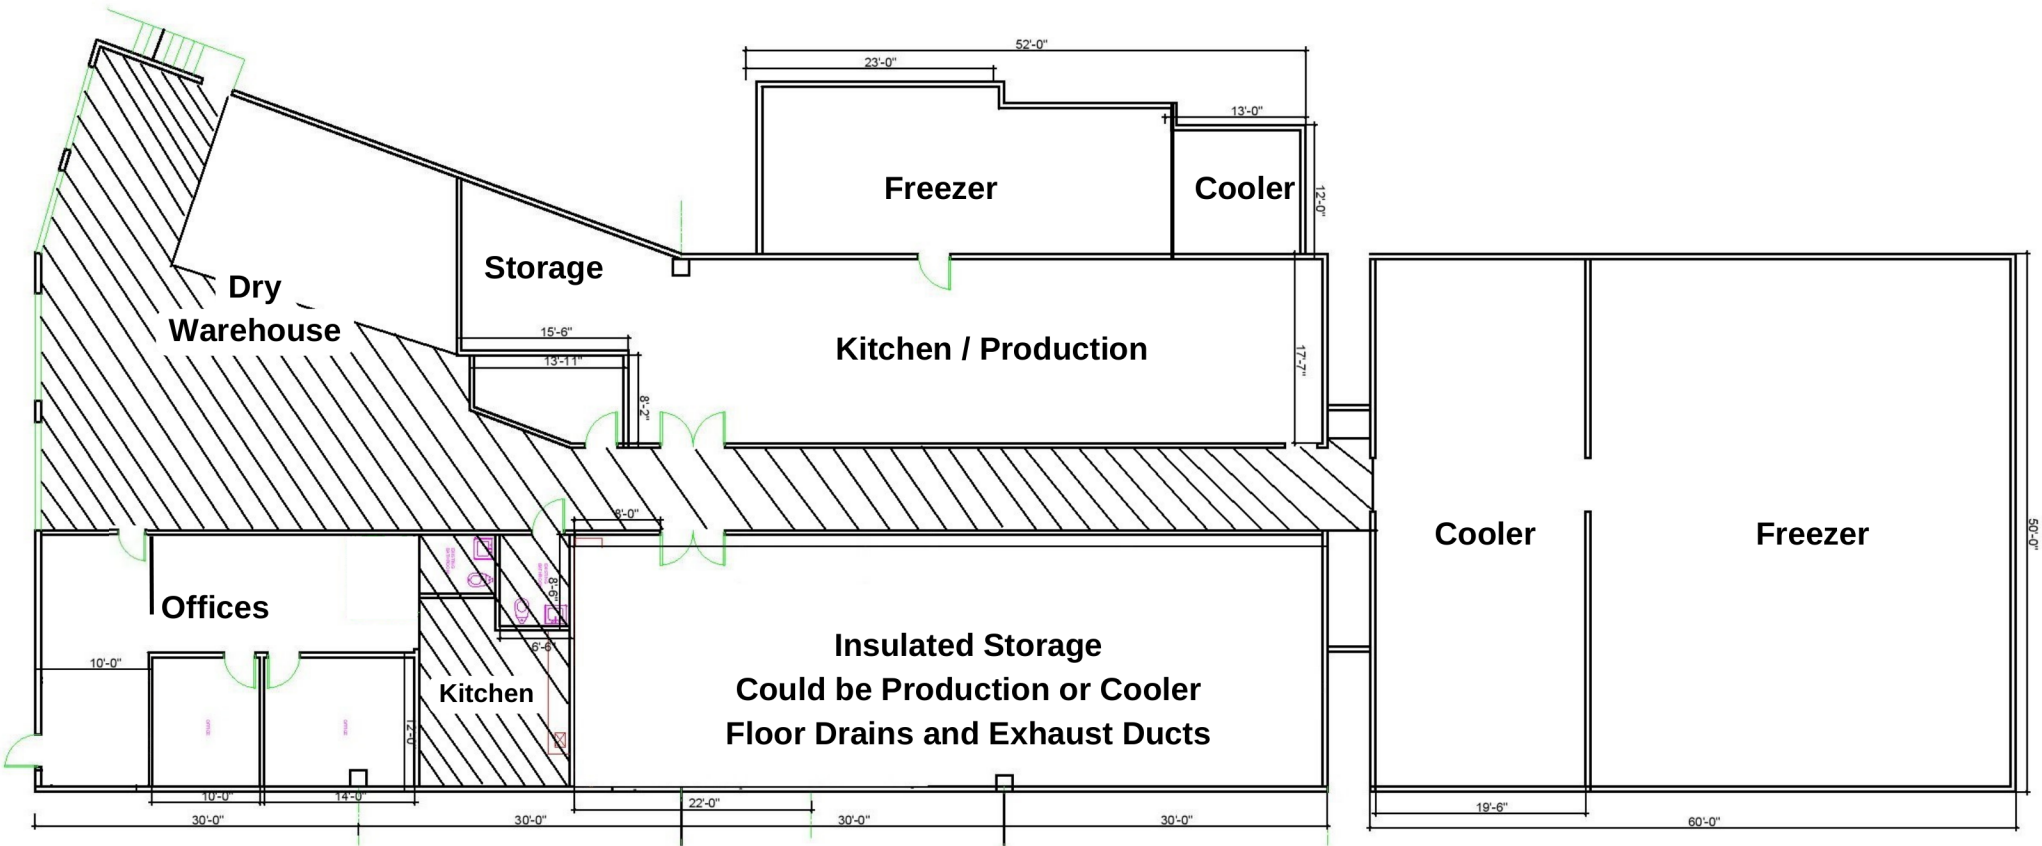 52'-0"
23'-0"
13'-0"
Freezer
Cooler
12'-0"
Storage
Dry
Warehouse
15'-6"
13'-11"
8'-2"
Kitchen / Production
17'-7"
8'-0"
Cooler
Freezer
50'-0"
8'-6"
Offices
6'-6"
10'-0"
Kitchen
12'-0"
Insulated Storage
Could be Production or Cooler
Floor Drains and Exhaust Ducts
10'-0"
14'-0"
22'-0"
19'-6"
30'-0"
30'-0"
30'-0"
30'-0"
60'-0"